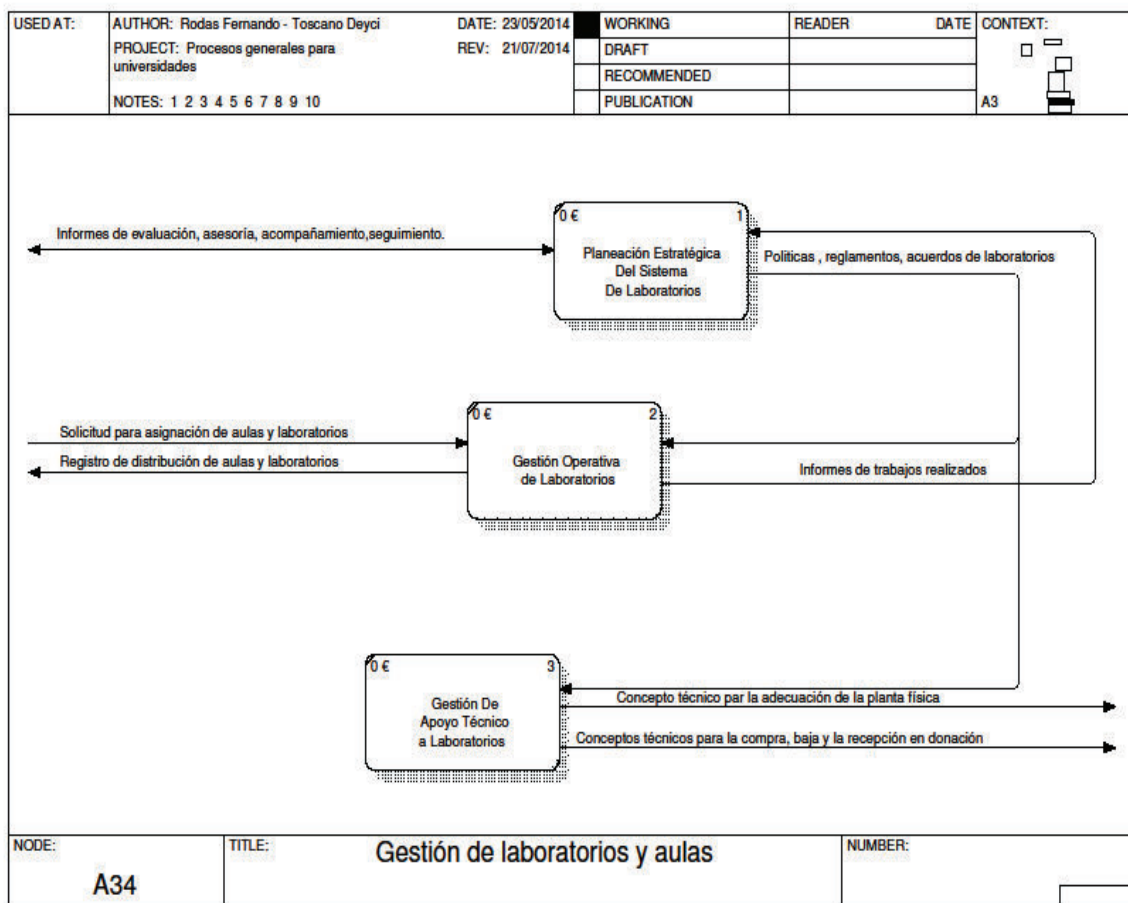 USED AT:
AUTHOR: Rodas Fernando - Toscano Deyci
DATE: 23/05/2014
WORKING
READER
DATE
CONTEXT:
PROJECT: Procesos generales para
universidades
REV: 21/07/2014
DRAFT
RECOMMENDED
NOTES: 1 2 3 4 5 6 7 8 9 10
PUBLICATION
A3
0 €
1
Informes de evaluación, asesoría, acompañamiento,seguimiento.
Planeación Estratégica
Del Sistema
De Laboratorios
Políticas , reglamentos, acuerdos de laboratorios
0 €
2
Solicitud para asignación de aulas y laboratorios
Registro de distribución de aulas y laboratorios
Gestión Operativa
de Laboratorios
Informes de trabajos realizados
0 €
3
Gestión De
Apoyo Técnico
a Laboratorios
Concepto técnico par la adecuación de la planta física
Conceptos técnicos para la compra, baja y la recepción en donación
NODE:
A34
TITLE:
Gestión de laboratorios y aulas
NUMBER: